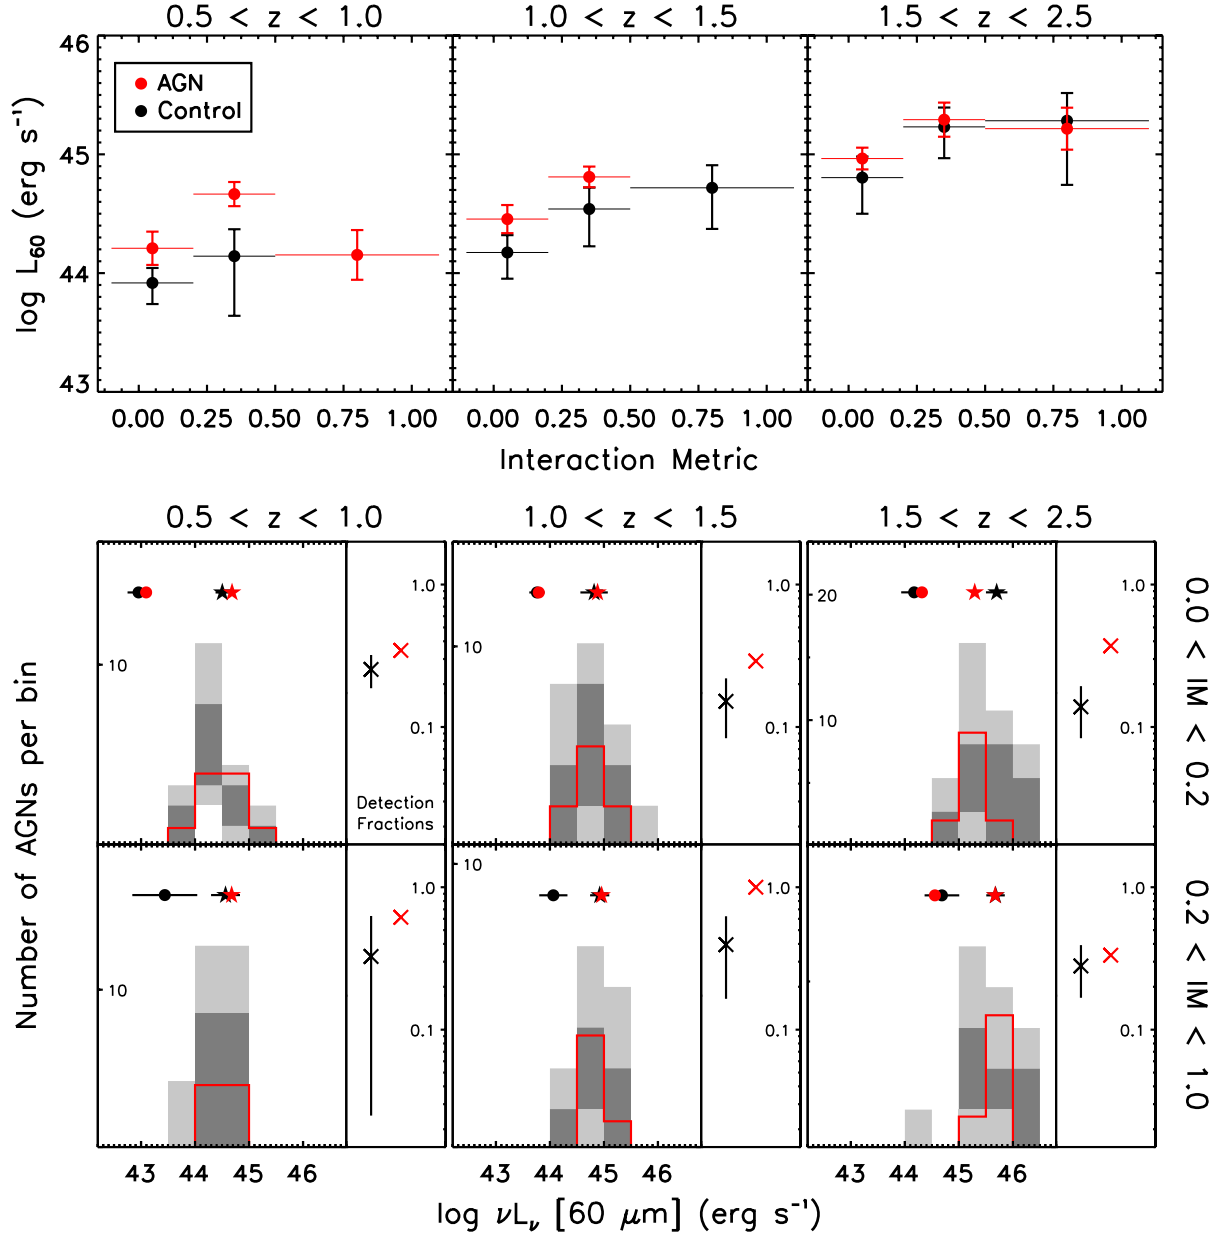 0.5 < z < 1.0
1.0 < z < 1.5
1.5 < z < 2.5
46
45
44
43
log L60 (erg s⁻¹)
AGN
Control
0.00 0.25 0.50 0.75 1.00
0.00 0.25 0.50 0.75 1.00
0.00 0.25 0.50 0.75 1.00
Interaction Metric
0.5 < z < 1.0
1.0 < z < 1.5
1.5 < z < 2.5
Number of AGNs per bin
10
1.0
0.1
Detection
Fractions
10
1.0
0.1
20
10
1.0
0.1
0.0 < IM < 0.2
10
1.0
0.1
10
1.0
0.1
1.0
0.1
0.2 < IM < 1.0
43 44 45 46
43 44 45 46
43 44 45 46
log νLν [60 μm] (erg s⁻¹)